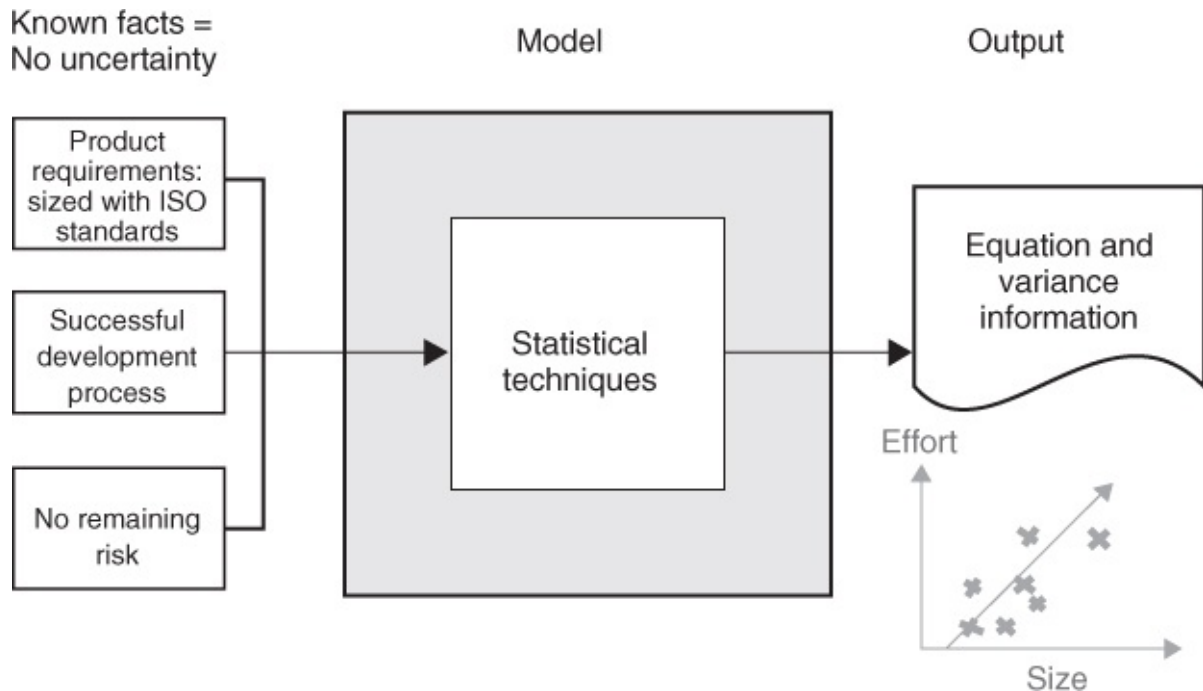 Known facts =
No uncertainty
Model
Output
Product
requirements:
sized with ISO
standards
Successful
development
process
No remaining
risk
Statistical
techniques
Equation and
variance
information
Effort
Size